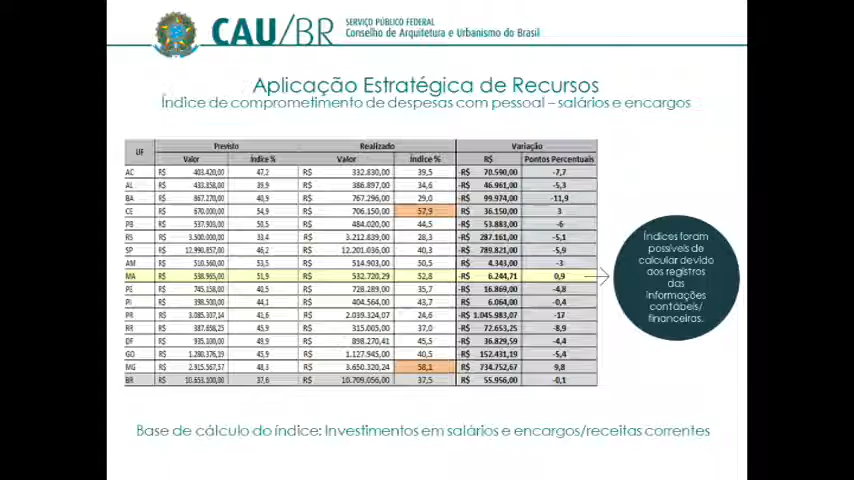 CAU/BR
SERVIÇO PÚBLICO FEDERAL
Conselho de Arquitetura e Urbanismo do Brasil
Aplicação Estratégica de Recursos
Índice de comprometimento de despesas com pessoal – salários e encargos
UF Previsto Realizado Variação
Valor Índice % Valor Índice % R$ Pontos Percentuais
AC R$ 403.420,00 47,2 R$ 332.830,00 39,5 -R$ 70.590,00 -7,7
AL R$ 433.858,00 39,9 R$ 386.897,00 34,6 -R$ 46.961,00 -5,3
BA R$ 867.270,00 40,9 R$ 767.296,00 29,0 -R$ 99.974,00 -11,9
CE R$ 670.000,00 54,9 R$ 706.150,00 57,9 R$ 36.150,00 3
PB R$ 537.903,00 50,5 R$ 484.020,00 44,5 -R$ 53.883,00 -6
RS R$ 3.500.000,00 33,4 R$ 3.212.839,00 28,3 -R$ 287.161,00 -5,1
SP R$ 12.990.857,00 46,2 R$ 12.201.036,00 40,3 -R$ 789.821,00 -5,9
AM R$ 510.560,00 53,5 R$ 514.903,00 50,5 R$ 4.343,00 -3
MA R$ 538.965,00 51,9 R$ 532.720,29 52,8 -R$ 6.244,71 0,9
PE R$ 745.158,00 40,5 R$ 728.289,00 35,7 -R$ 16.869,00 -4,8
PI R$ 398.500,00 44,1 R$ 404.564,00 43,7 R$ 6.064,00 -0,4
PR R$ 3.085.307,14 41,6 R$ 2.039.324,07 24,6 -R$ 1.045.983,07 -17
RR R$ 387.658,25 45,9 R$ 315.005,00 37,0 -R$ 72.653,25 -8,9
DF R$ 935.100,00 49,9 R$ 898.270,41 45,5 -R$ 36.829,59 -4,4
GO R$ 1.280.376,19 45,9 R$ 1.127.945,00 40,5 -R$ 152.431,19 -5,4
MG R$ 2.915.567,57 48,3 R$ 3.650.320,24 58,1 R$ 734.752,67 9,8
BR R$ 10.653.100,00 37,6 R$ 10.709.056,00 37,5 R$ 55.956,00 -0,1
Índices foram
possíveis de
calcular devido
aos registros
das
informações
contábeis/
financeiras.
Base de cálculo do índice: Investimentos em salários e encargos/receitas correntes